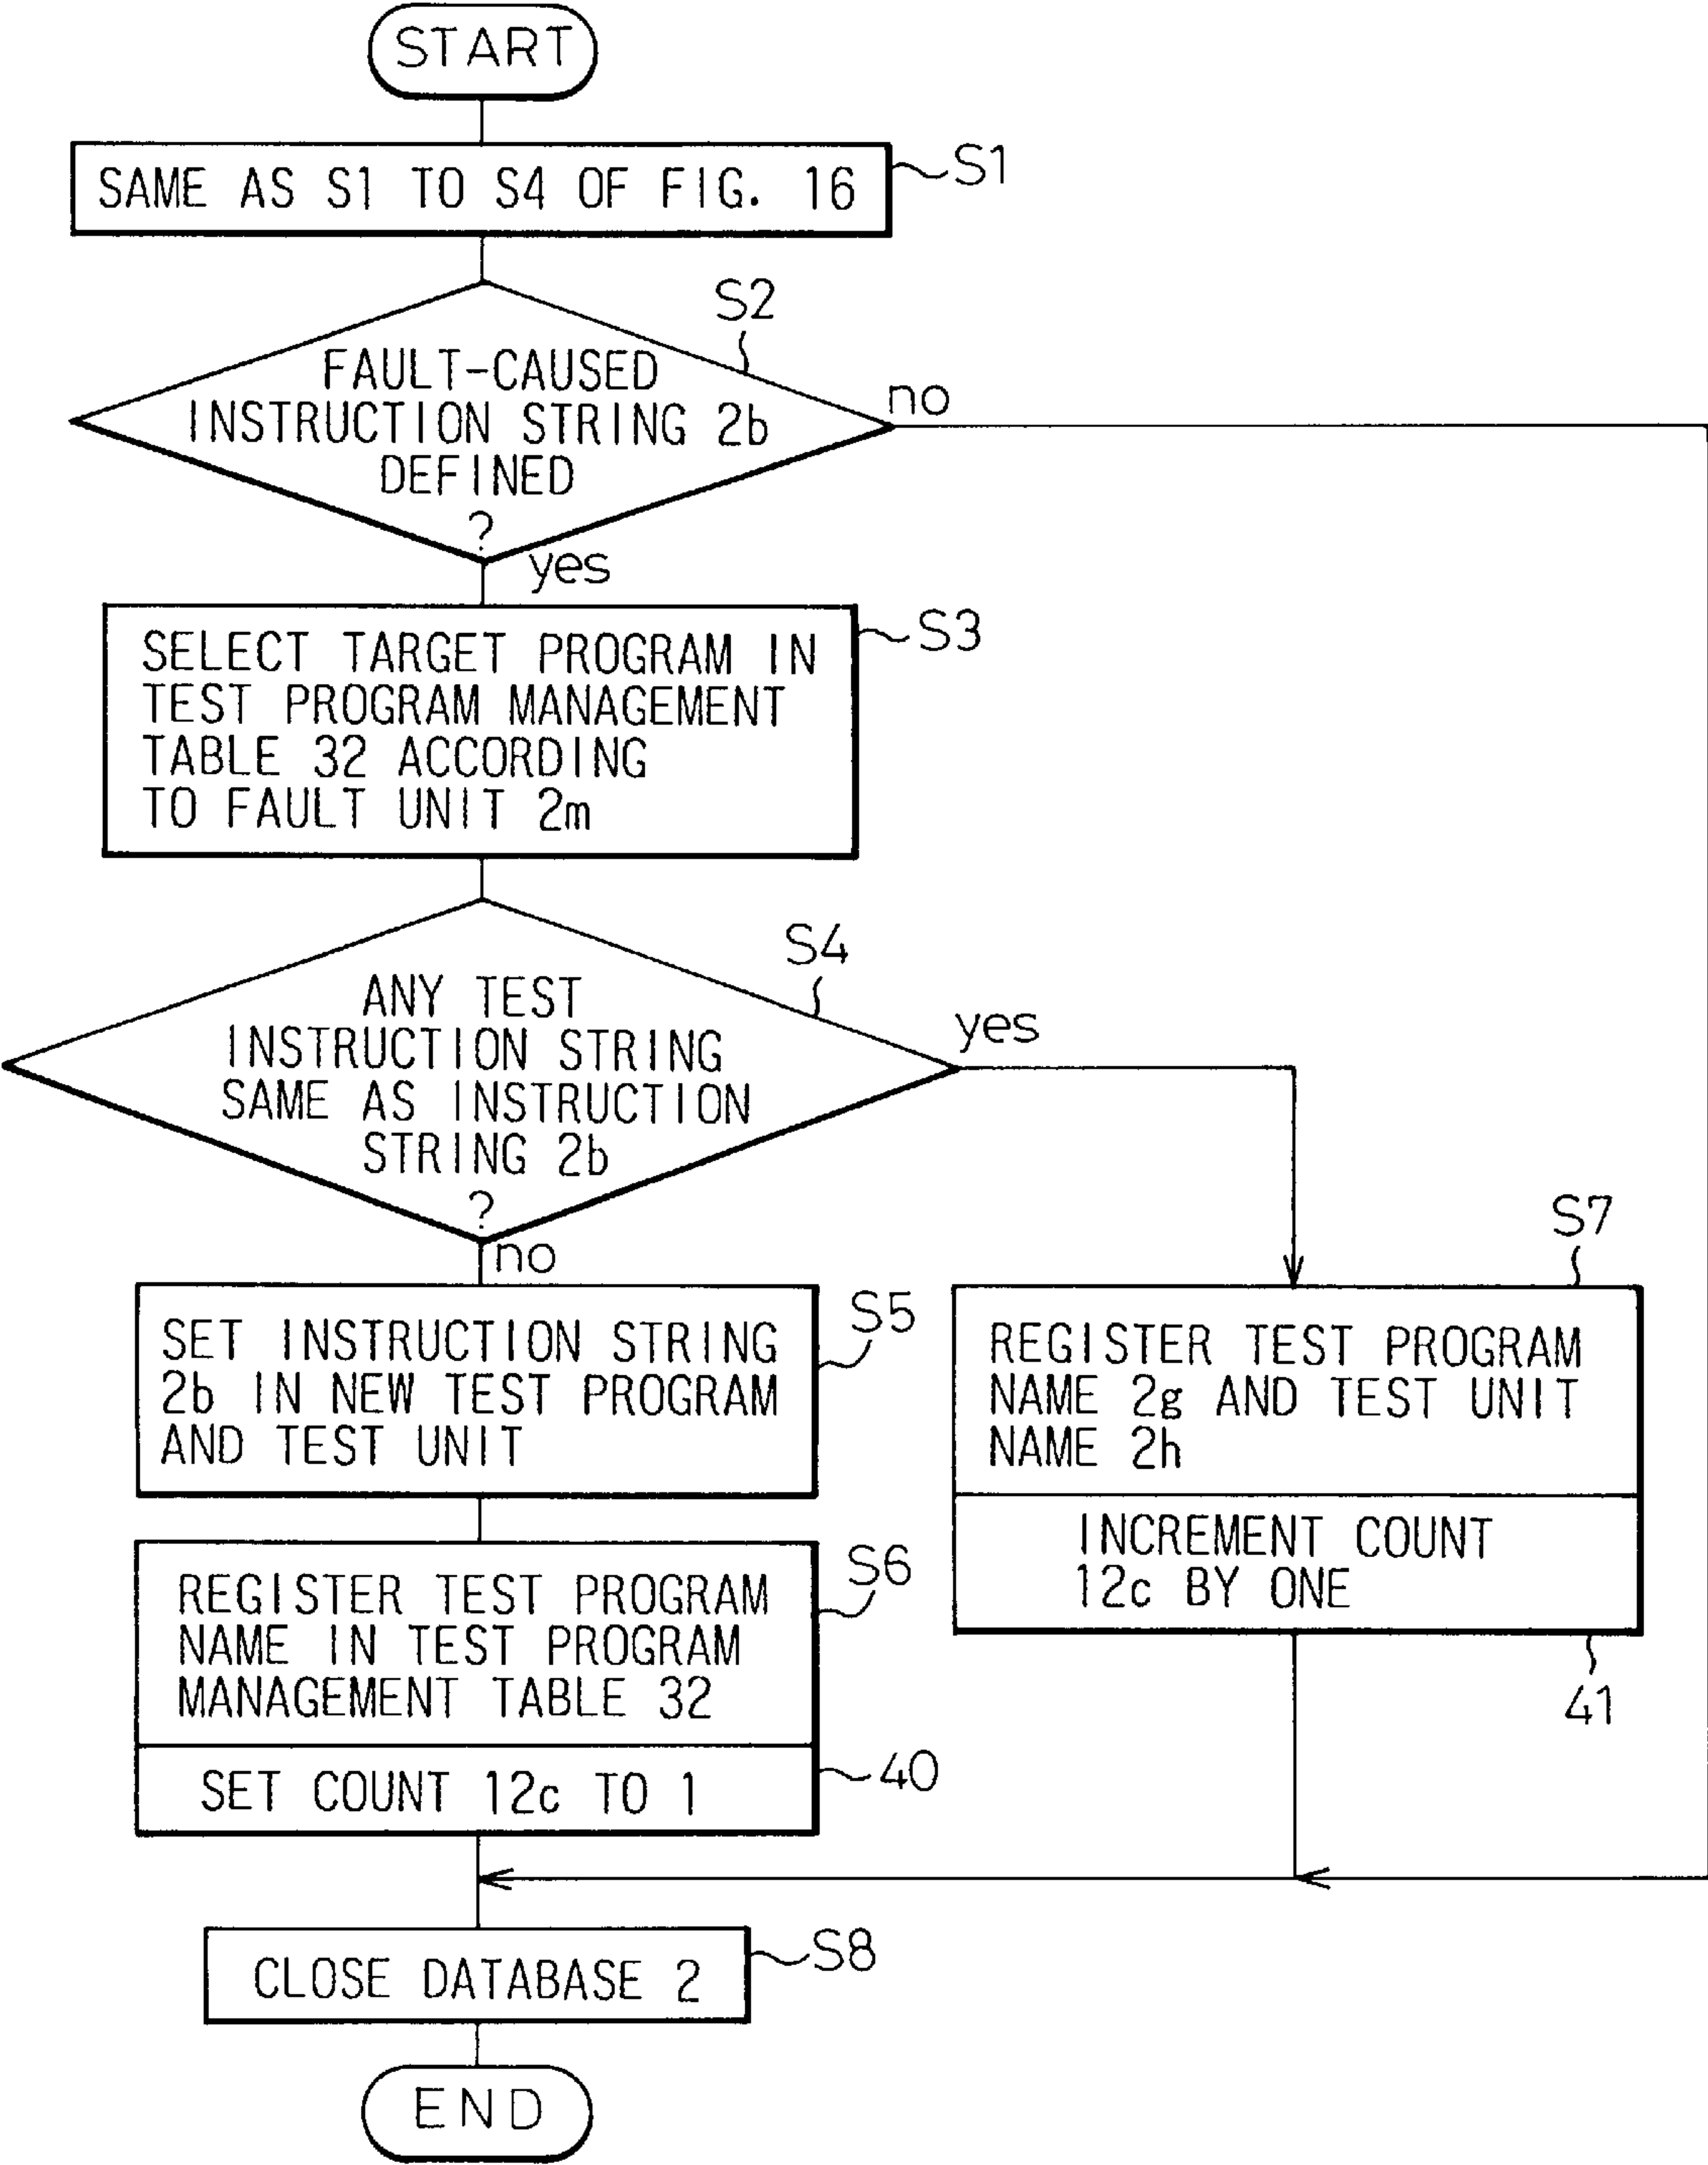 START
SAME AS S1 TO S4 OF FIG. 16
S1
S2
FAULT-CAUSED
INSTRUCTION STRING 2b
DEFINED
?
no
yes
S3
SELECT TARGET PROGRAM IN
TEST PROGRAM MANAGEMENT
TABLE 32 ACCORDING
TO FAULT UNIT 2m
S4
ANY TEST
INSTRUCTION STRING
SAME AS INSTRUCTION
STRING 2b
?
yes
no
S5
SET INSTRUCTION STRING
2b IN NEW TEST PROGRAM
AND TEST UNIT
S7
REGISTER TEST PROGRAM
NAME 2g AND TEST UNIT
NAME 2h
INCREMENT COUNT
12c BY ONE
41
S6
REGISTER TEST PROGRAM
NAME IN TEST PROGRAM
MANAGEMENT TABLE 32
SET COUNT 12c TO 1
40
CLOSE DATABASE 2
S8
END